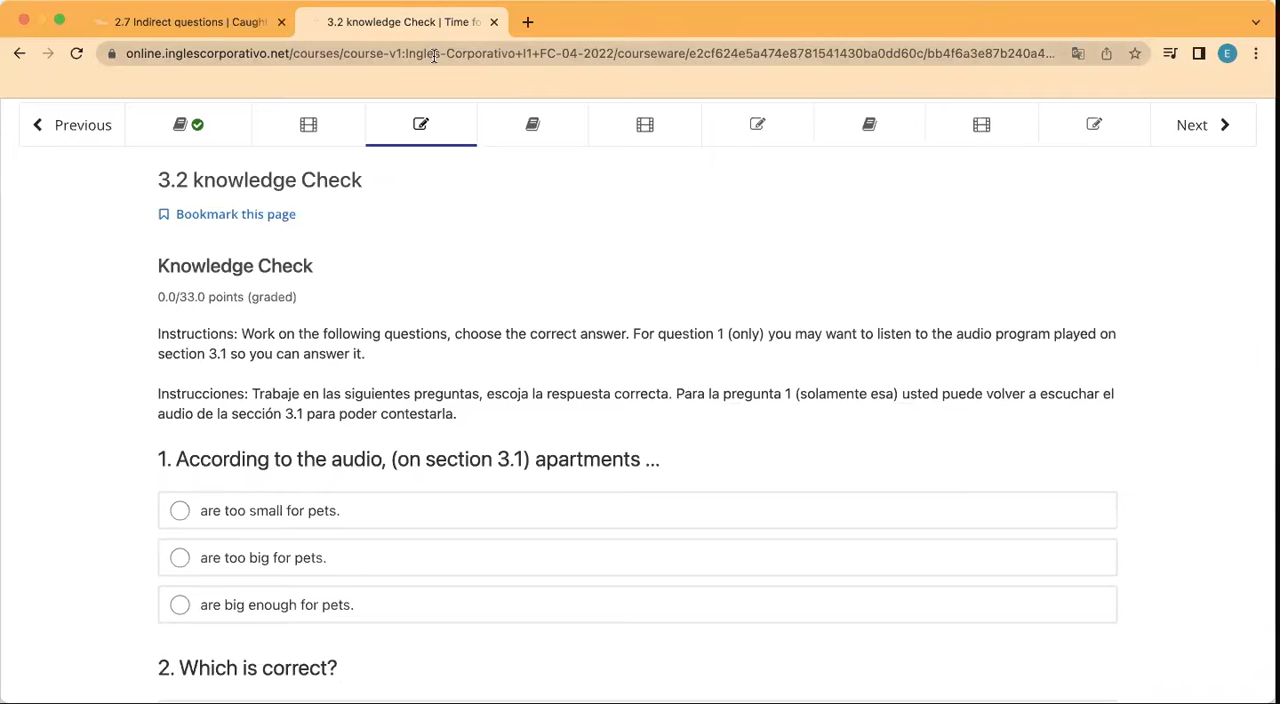 2.7 Indirect questions | Caugh
3.2 knowledge Check | Time fo
online.inglescorporativo.net/courses/course-v1:Ingles-Corporativo+I1+FC-04-2022/courseware/e2cf624e5a474e8781541430ba0dd60c/bb4f6a3e87b240a4...
E
Previous
Next
3.2 knowledge Check
Bookmark this page
Knowledge Check
0.0/33.0 points (graded)
Instructions: Work on the following questions, choose the correct answer. For question 1 (only) you may want to listen to the audio program played on
section 3.1 so you can answer it.
Instrucciones: Trabaje en las siguientes preguntas, escoja la respuesta correcta. Para la pregunta 1 (solamente esa) usted puede volver a escuchar el
audio de la sección 3.1 para poder contestarla.
1. According to the audio, (on section 3.1) apartments ...
are too small for pets.
are too big for pets.
are big enough for pets.
2. Which is correct?